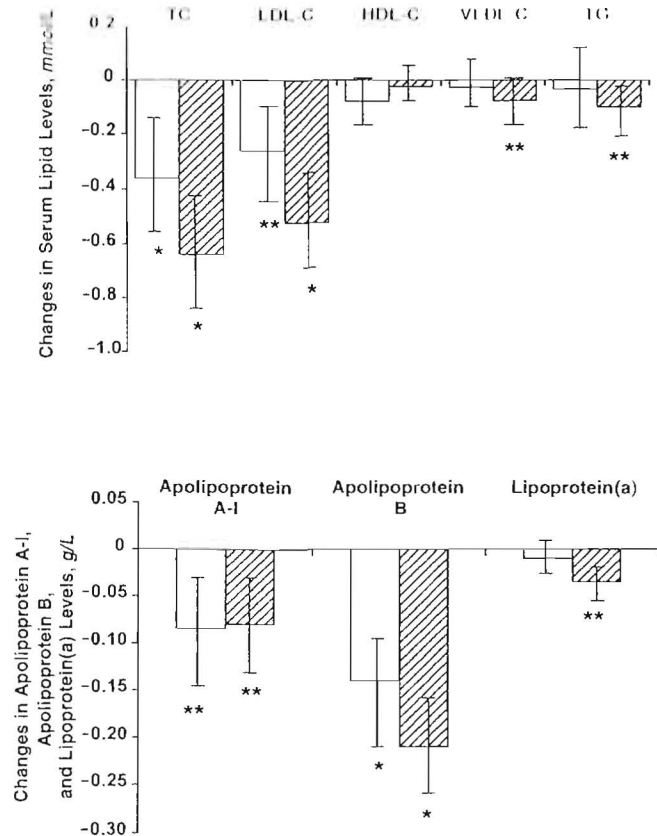 0.2 TC LDL-C HDL-C VLDL-C TG
0
-0.2
-0.4
-0.6
-0.8
-1.0
* * ** * ** **
Changes in Serum Lipid Levels, mmol/L
Apolipoprotein A-I
Apolipoprotein B
Lipoprotein(a)
0.05
0
-0.05
-0.10
-0.15
-0.20
-0.25
-0.30
** ** * * **
Changes in Apolipoprotein A-I,
Apolipoprotein B,
and Lipoprotein(a) Levels, g/L